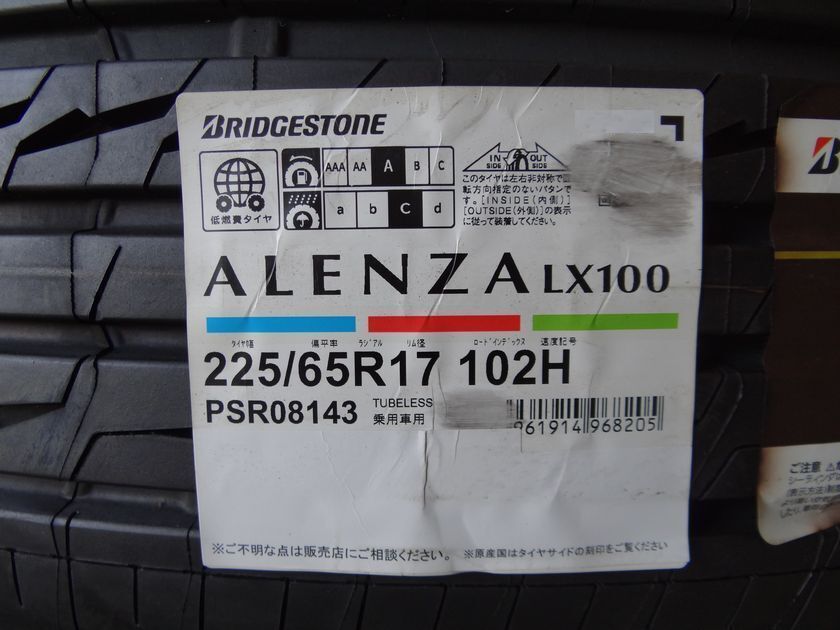 BRIDGESTONE
低燃費タイヤ
AAA AA A B C
a b c d
IN SIDE OUT SIDE
このタイヤは左右非対称で回
転方向指定のないパタンで
す。[INSIDE(内側)]
[OUTSIDE(外側)]の表示
に従って装着してください。
ALENZA LX100
タイヤ幅 偏平率 ラジアル リム径 ロードインデックス 速度記号
225/65R17 102H
PSR08143 TUBELESS
乗用車用
961914 968205
※ご不明な点は販売店にご相談ください。 ※原産国はタイヤサイドの刻印をご覧ください
B
ご注意